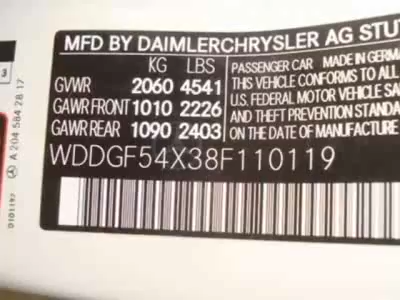 MFD BY DAIMLERCHRYSLER AG STU
KG LBS
GVWR 2060 4541
GAWR FRONT 1010 2226
GAWR REAR 1090 2403
PASSENGER CAR MADE IN GERM
THIS VEHICLE CONFORMS TO ALL
U.S. FEDERAL MOTOR VEHICLE SA
AND THEFT PREVENTION STANDA
ON THE DATE OF MANUFACTURE
WDDGF54X38F110119
3
A 204 584 28 17